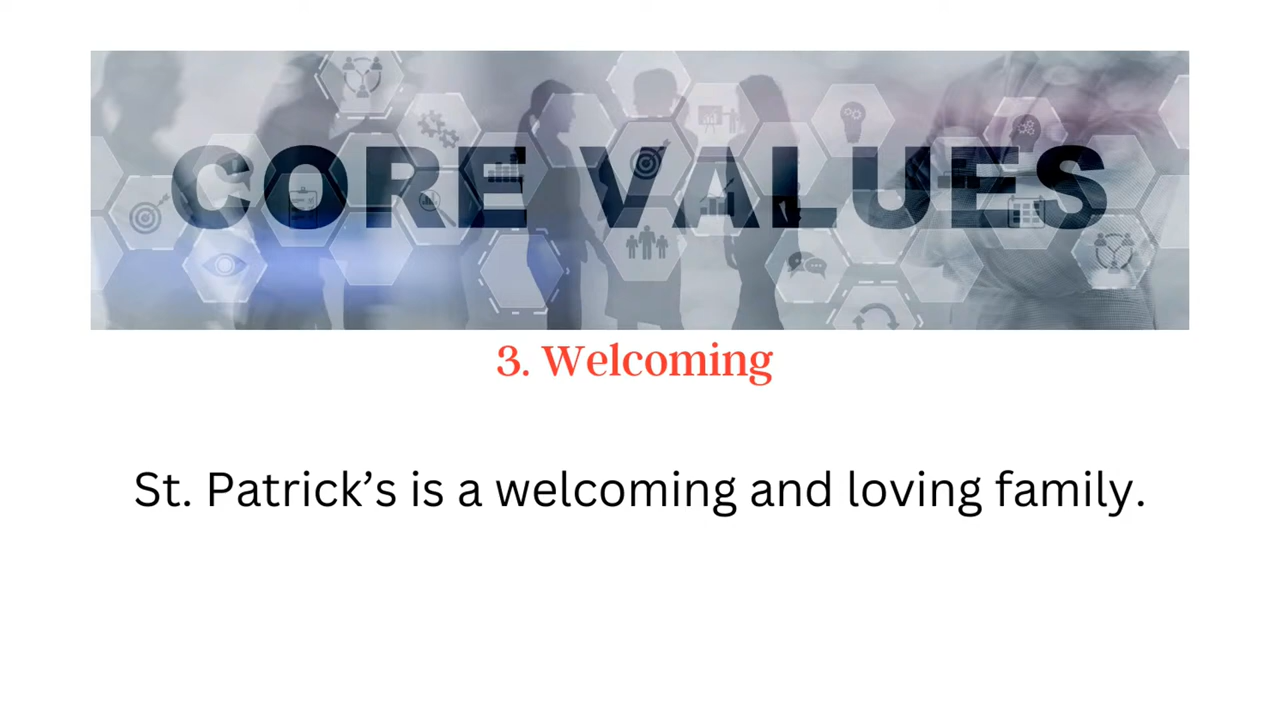 CORE VALUES
3. Welcoming
St. Patrick’s is a welcoming and loving family.